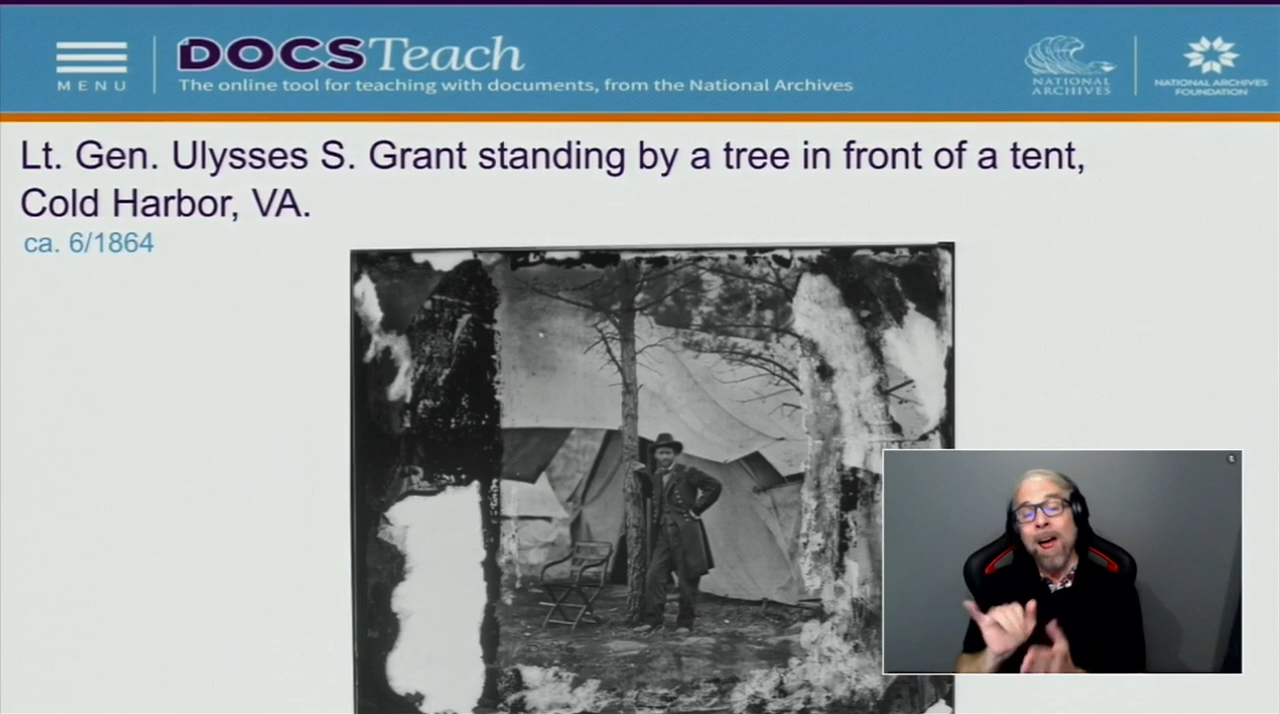 MENU
DOCSTeach
The online tool for teaching with documents, from the National Archives
NATIONAL
ARCHIVES
NATIONAL ARCHIVES
FOUNDATION
Lt. Gen. Ulysses S. Grant standing by a tree in front of a tent,
Cold Harbor, VA.
ca. 6/1864